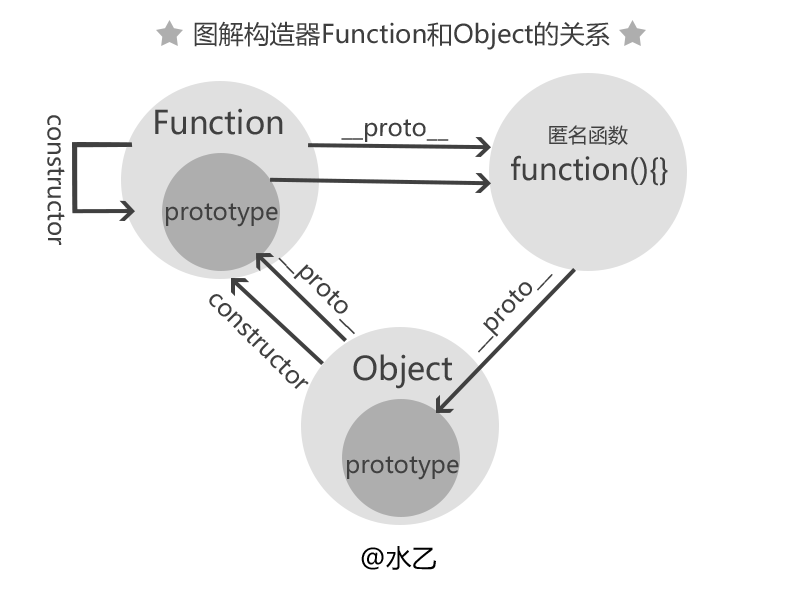 图解构造器Function和Object的关系
constructor
Function
__proto__
匿名函数
function(){}
prototype
__proto__
constructor
__proto__
Object
prototype
@水乙